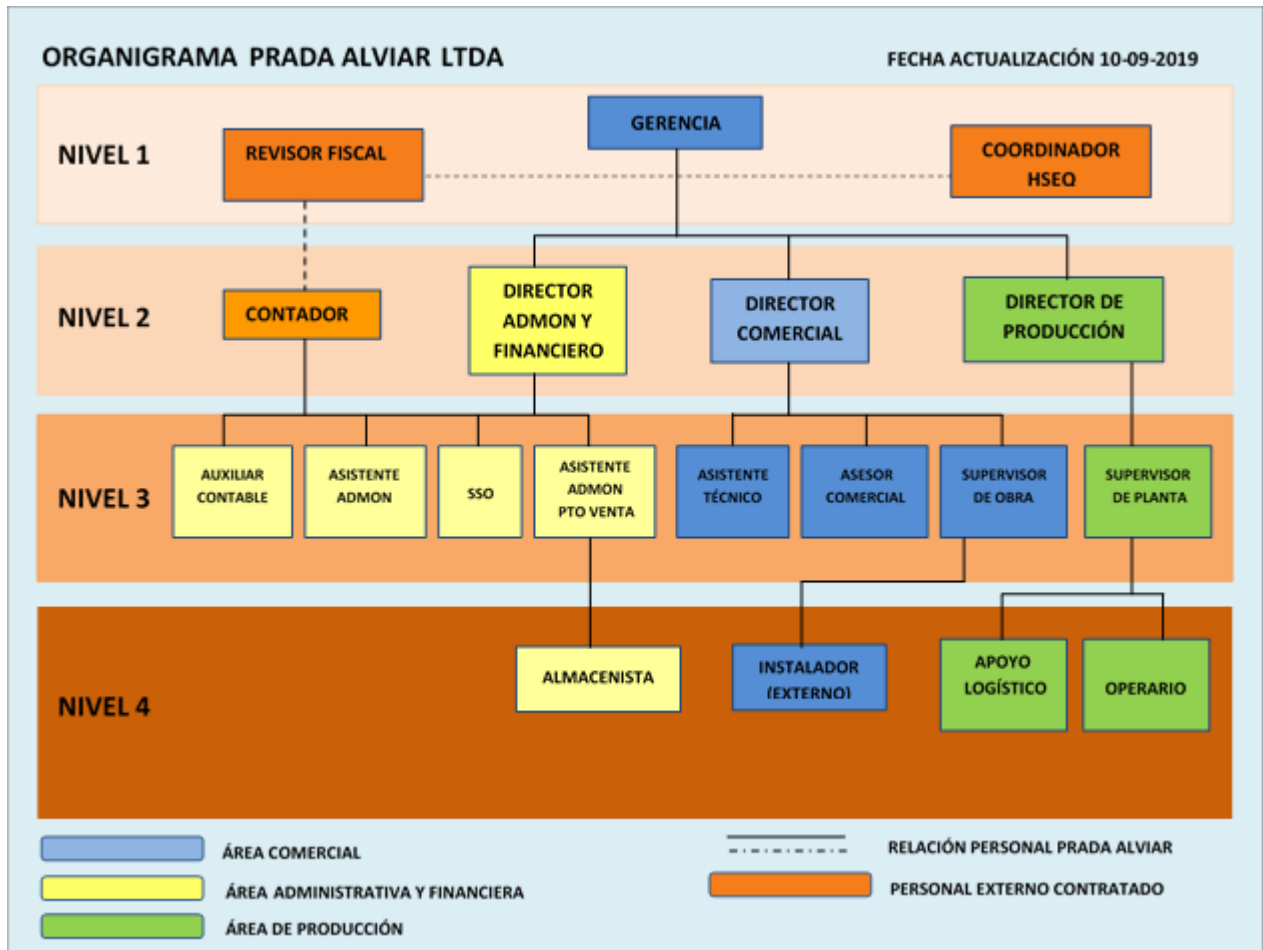 ORGANIGRAMA PRADA ALVIAR LTDA
FECHA ACTUALIZACIÓN 10-09-2019
NIVEL 1
GERENCIA
REVISOR FISCAL
COORDINADOR
HSEQ
NIVEL 2
CONTADOR
DIRECTOR
ADMON Y
FINANCIERO
DIRECTOR
COMERCIAL
DIRECTOR DE
PRODUCCIÓN
NIVEL 3
AUXILIAR
CONTABLE
ASISTENTE
ADMON
SSO
ASISTENTE
ADMON
PTO VENTA
ASISTENTE
TÉCNICO
ASESOR
COMERCIAL
SUPERVISOR
DE OBRA
SUPERVISOR
DE PLANTA
NIVEL 4
ALMACENISTA
INSTALADOR
(EXTERNO)
APOYO
LOGÍSTICO
OPERARIO
ÁREA COMERCIAL
ÁREA ADMINISTRATIVA Y FINANCIERA
ÁREA DE PRODUCCIÓN
RELACIÓN PERSONAL PRADA ALVIAR
PERSONAL EXTERNO CONTRATADO